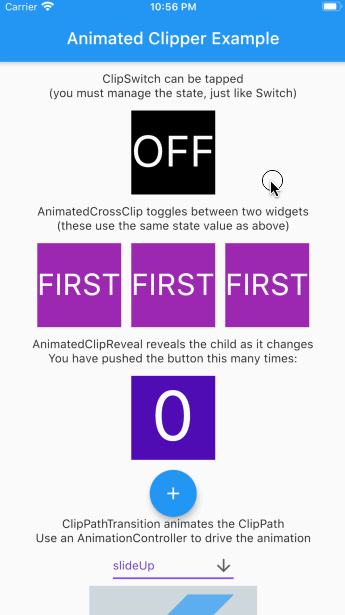 Carrier 10:56 PM
Animated Clipper Example
ClipSwitch can be tapped
(you must manage the state, just like Switch)
OFF
AnimatedCrossClip toggles between two widgets
(these use the same state value as above)
FIRST FIRST FIRST
AnimatedClipReveal reveals the child as it changes
You have pushed the button this many times:
0
+
ClipPathTransition animates the ClipPath
Use an AnimationController to drive the animation
slideUp